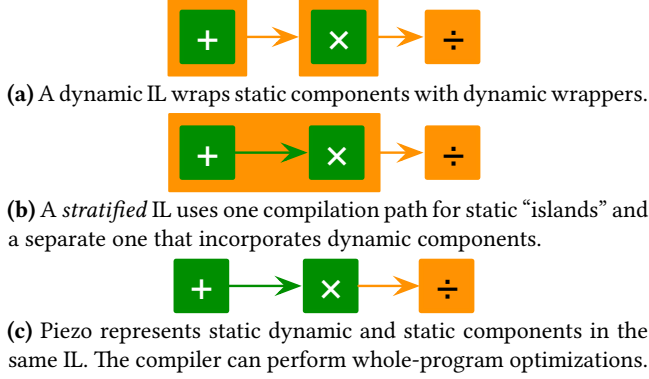 + × ÷
(a) A dynamic IL wraps static components with dynamic wrappers.
+ × ÷
(b) A stratified IL uses one compilation path for static “islands” and
a separate one that incorporates dynamic components.
+ × ÷
(c) Piezo represents static dynamic and static components in the
same IL. The compiler can perform whole-program optimizations.